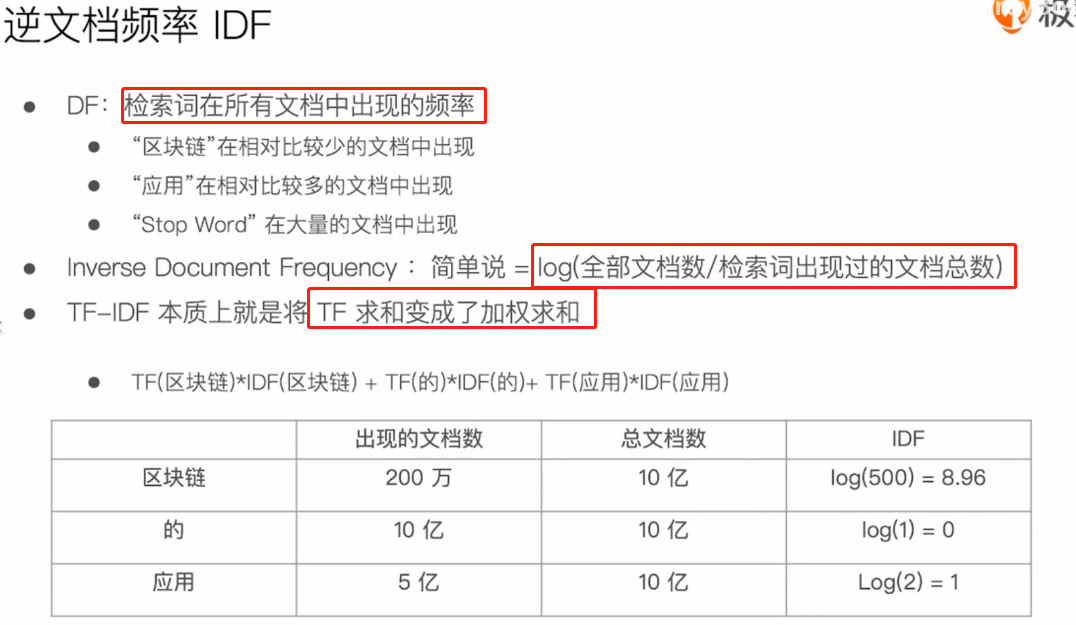 逆文档频率 IDF
极
DF：检索词在所有文档中出现的频率
“区块链”在相对比较少的文档中出现
“应用”在相对比较多的文档中出现
“Stop Word” 在大量的文档中出现
Inverse Document Frequency ：简单说 = log(全部文档数/检索词出现过的文档总数)
TF-IDF 本质上就是将 TF 求和变成了加权求和
TF(区块链)*IDF(区块链) + TF(的)*IDF(的)+ TF(应用)*IDF(应用)
出现的文档数 总文档数 IDF
区块链 200 万 10 亿 log(500) = 8.96
的 10 亿 10 亿 log(1) = 0
应用 5 亿 10 亿 Log(2) = 1